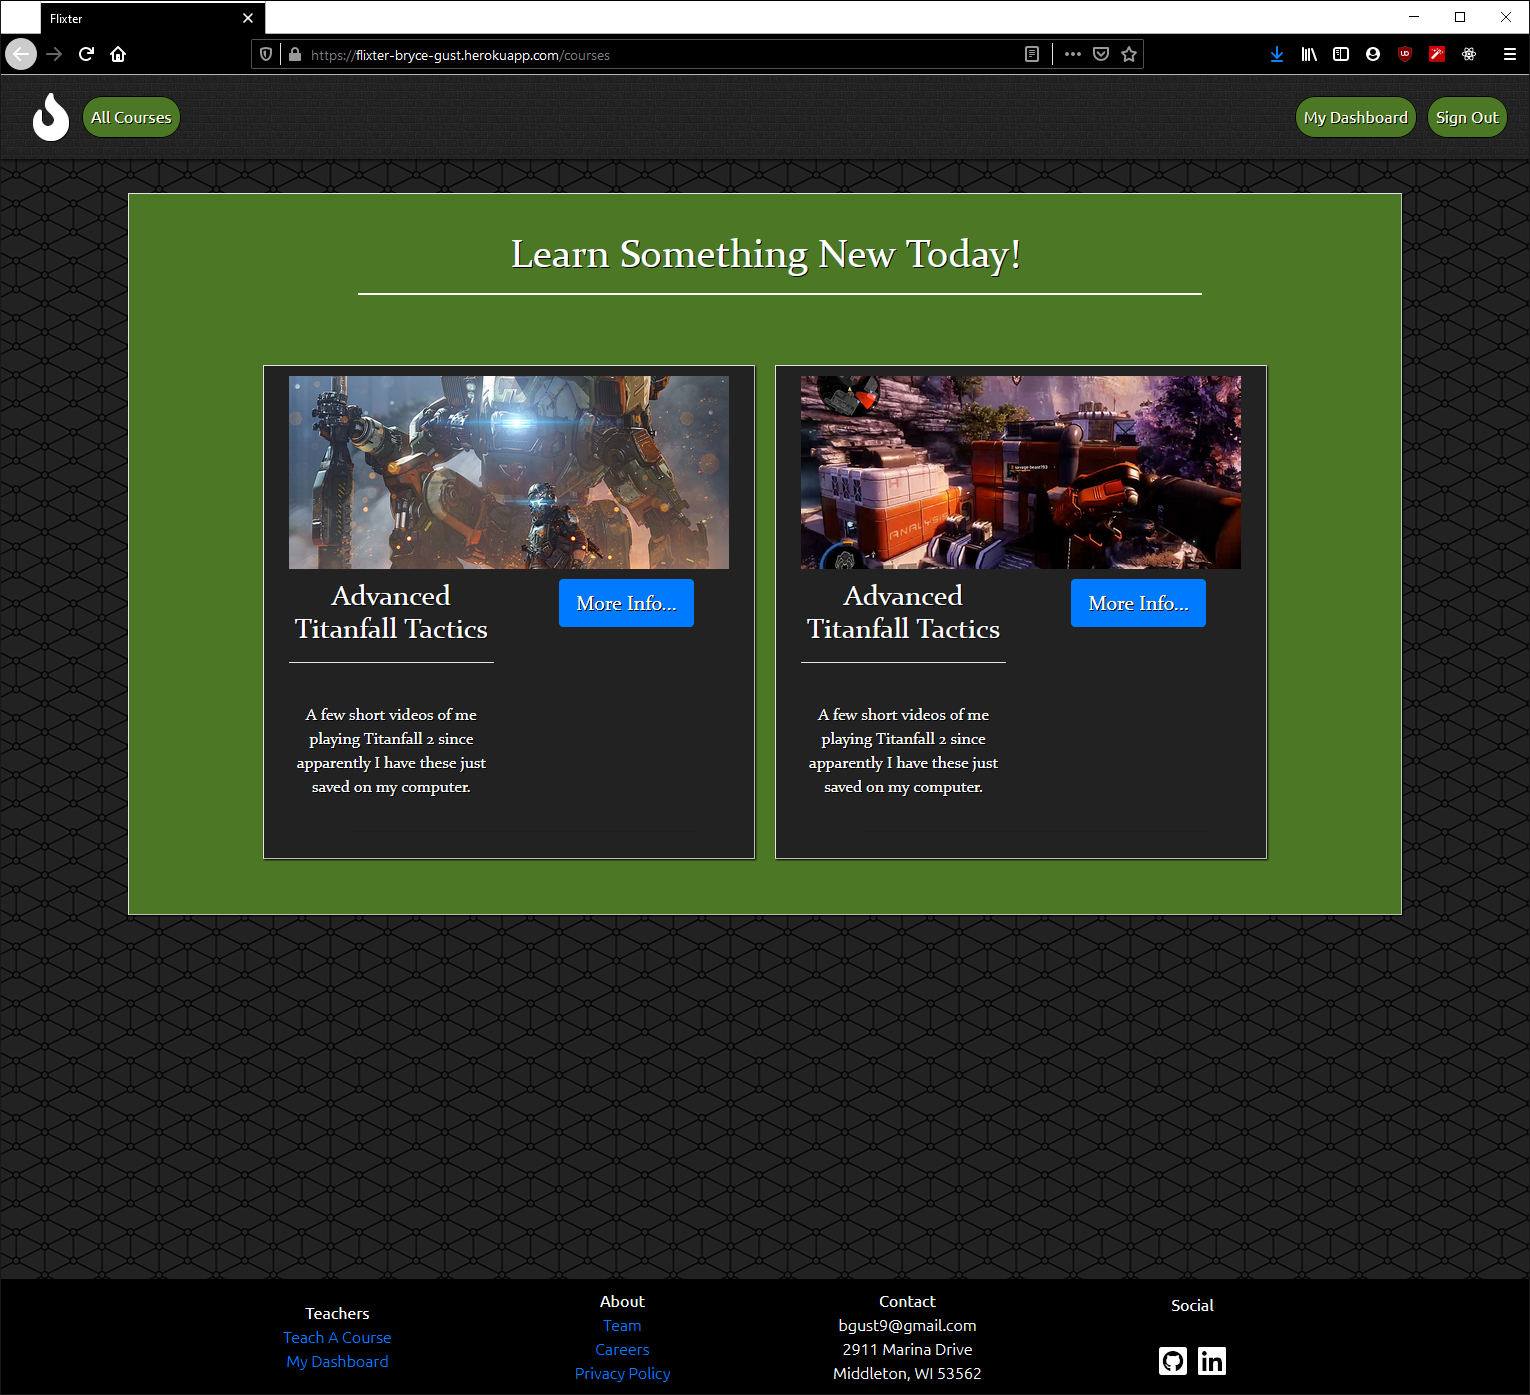 Flixter
https://flixter-bryce-gust.herokuapp.com/courses
All Courses
My Dashboard
Sign Out
Learn Something New Today!
ANALYSIS
savage beast793
Advanced
Titanfall Tactics
More Info...
A few short videos of me
playing Titanfall 2 since
apparently I have these just
saved on my computer.
Advanced
Titanfall Tactics
More Info...
A few short videos of me
playing Titanfall 2 since
apparently I have these just
saved on my computer.
Teachers
Teach A Course
My Dashboard
About
Team
Careers
Privacy Policy
Contact
bgust9@gmail.com
2911 Marina Drive
Middleton, WI 53562
Social